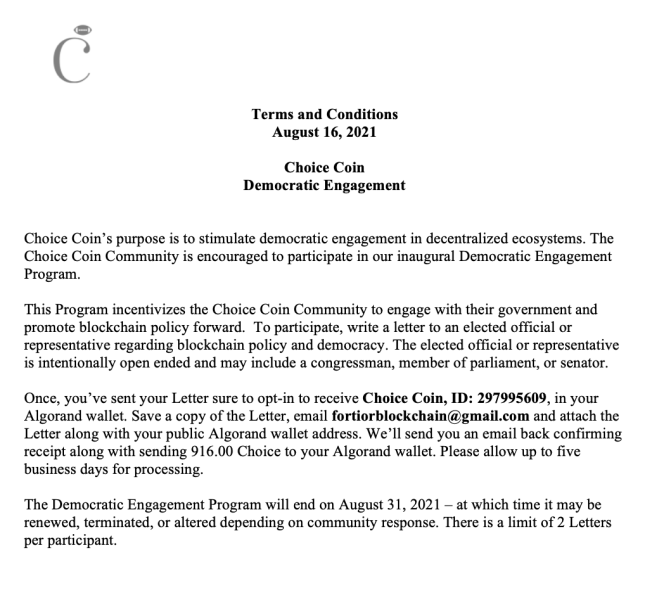 C
Terms and Conditions
August 16, 2021
Choice Coin
Democratic Engagement
Choice Coin's purpose is to stimulate democratic engagement in decentralized ecosystems. The
Choice Coin Community is encouraged to participate in our inaugural Democratic Engagement
Program.
This Program incentivizes the Choice Coin Community to engage with their government and
promote blockchain policy forward.  To participate, write a letter to an elected official or
representative regarding blockchain policy and democracy. The elected official or representative
is intentionally open ended and may include a congressman, member of parliament, or senator.
Once, you've sent your Letter sure to opt-in to receive Choice Coin, ID: 297995609, in your
Algorand wallet. Save a copy of the Letter, email fortiorblockchain@gmail.com and attach the
Letter along with your public Algorand wallet address. We'll send you an email back confirming
receipt along with sending 916.00 Choice to your Algorand wallet. Please allow up to five
business days for processing.
The Democratic Engagement Program will end on August 31, 2021 – at which time it may be
renewed, terminated, or altered depending on community response. There is a limit of 2 Letters
per participant.